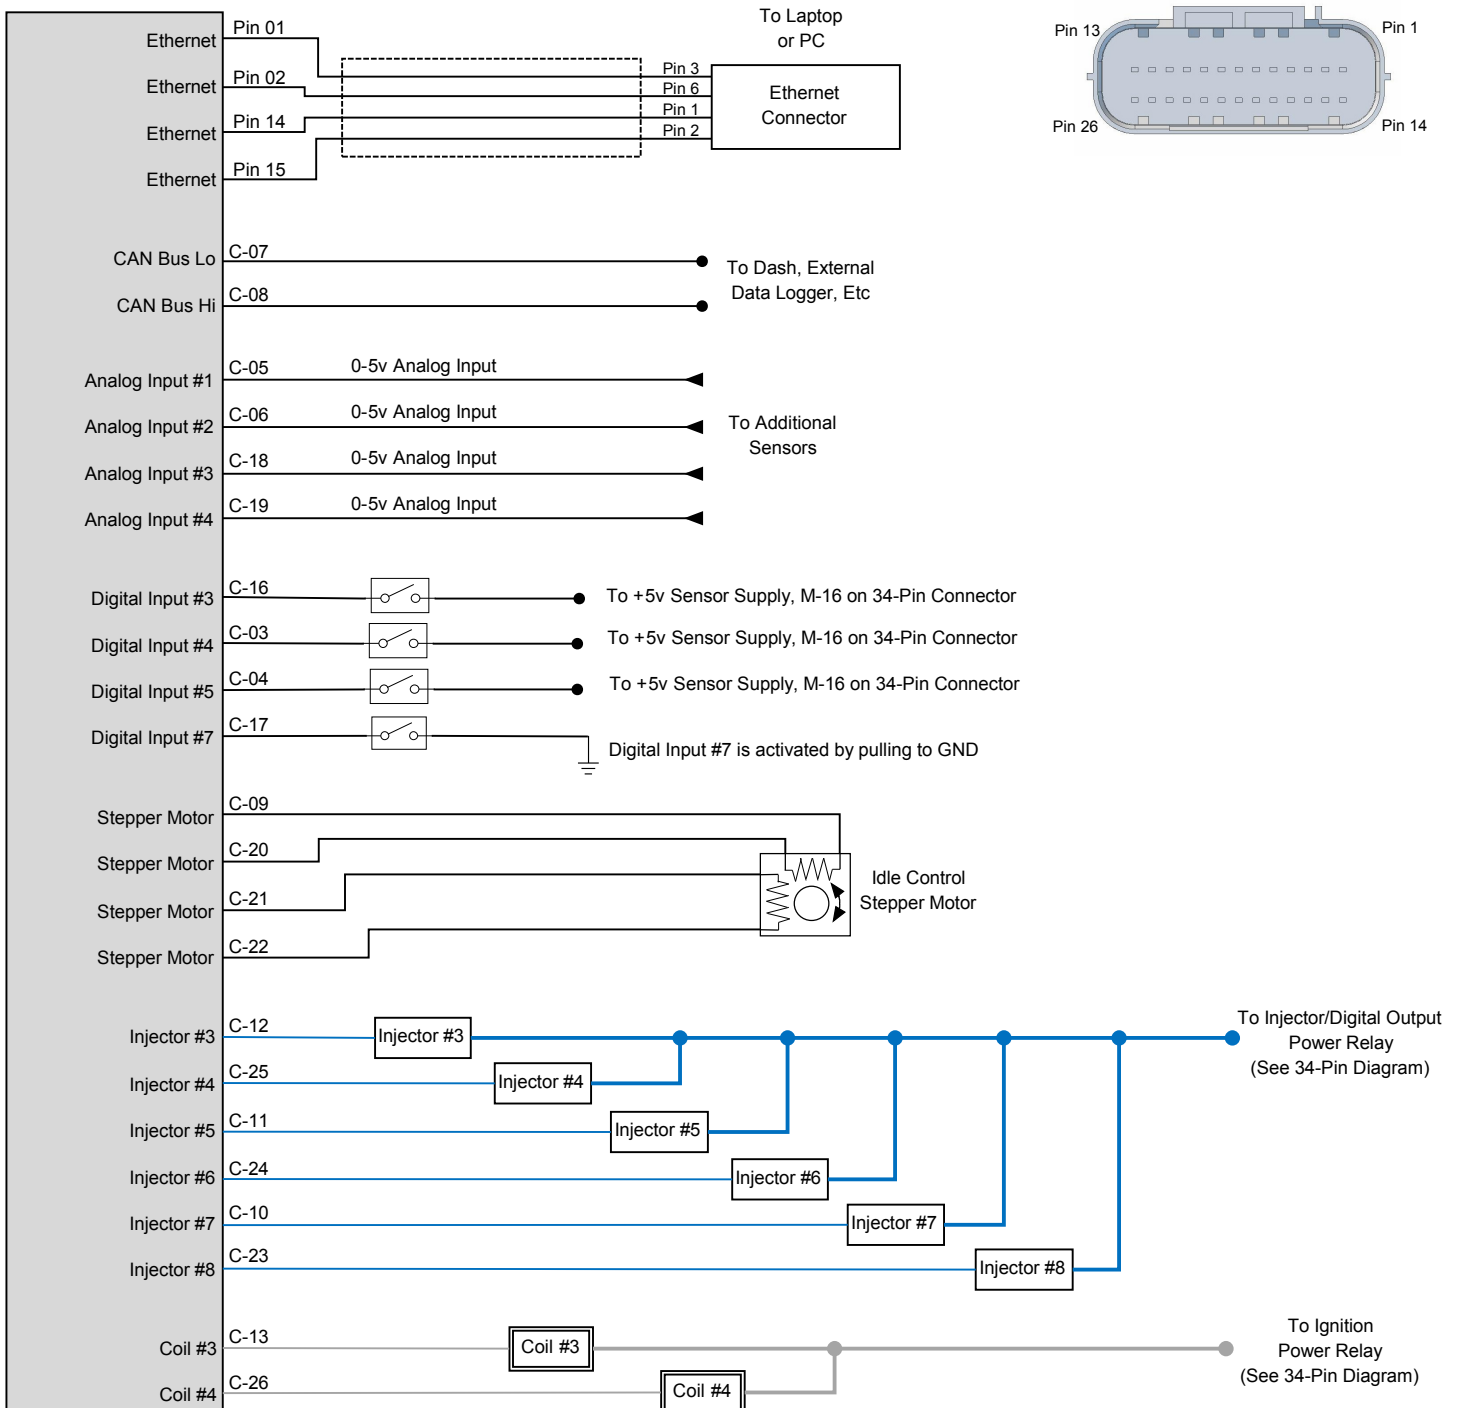 To Laptop
or PC
Pin 13
Pin 1
Pin 26
Pin 14
Ethernet
Pin 01
Ethernet
Pin 02
Ethernet
Pin 14
Ethernet
Pin 15
Pin 3
Pin 6
Pin 1
Pin 2
Ethernet
Connector
CAN Bus Lo
C-07
CAN Bus Hi
C-08
To Dash, External
Data Logger, Etc
Analog Input #1
C-05
0-5v Analog Input
Analog Input #2
C-06
0-5v Analog Input
Analog Input #3
C-18
0-5v Analog Input
Analog Input #4
C-19
0-5v Analog Input
To Additional
Sensors
Digital Input #3
C-16
To +5v Sensor Supply, M-16 on 34-Pin Connector
Digital Input #4
C-03
To +5v Sensor Supply, M-16 on 34-Pin Connector
Digital Input #5
C-04
To +5v Sensor Supply, M-16 on 34-Pin Connector
Digital Input #7
C-17
Digital Input #7 is activated by pulling to GND
Stepper Motor
C-09
Stepper Motor
C-20
Stepper Motor
C-21
Stepper Motor
C-22
Idle Control
Stepper Motor
Injector #3
C-12
Injector #3
Injector #4
C-25
Injector #4
Injector #5
C-11
Injector #5
Injector #6
C-24
Injector #6
Injector #7
C-10
Injector #7
Injector #8
C-23
Injector #8
To Injector/Digital Output
Power Relay
(See 34-Pin Diagram)
Coil #3
C-13
Coil #3
Coil #4
C-26
Coil #4
To Ignition
Power Relay
(See 34-Pin Diagram)